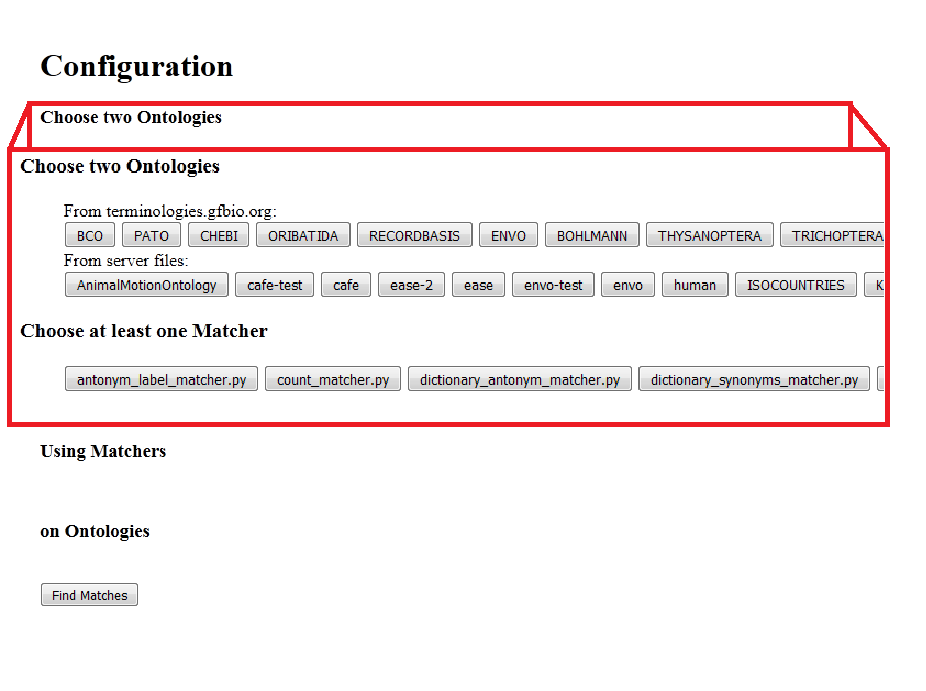 Configuration
Choose two Ontologies
Choose two Ontologies
From terminologies.gfbio.org:
BCO PATO CHEBI ORIBATIDA RECORDBASIS ENVO BOHLMANN THYSANOPTERA TRICHOPTERA
From server files:
AnimalMotionOntology cafe-test cafe ease-2 ease envo-test envo human ISOCOUNTRIES K
Choose at least one Matcher
antonym_label_matcher.py count_matcher.py dictionary_antonym_matcher.py dictionary_synonyms_matcher.py
Using Matchers
on Ontologies
Find Matches